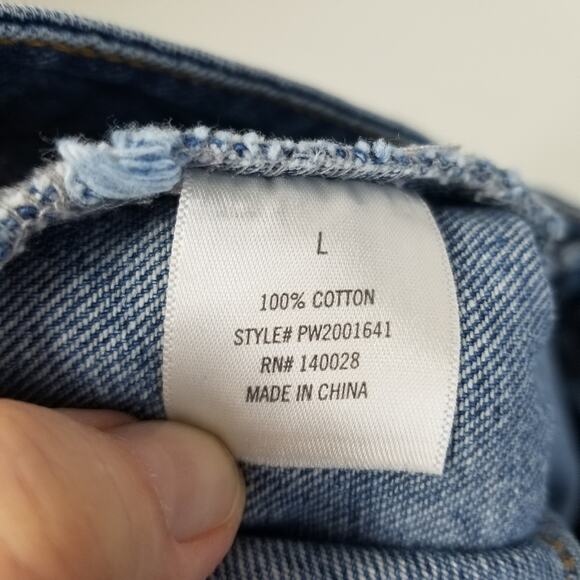 L
100% COTTON
STYLE# PW2001641
RN# 140028
MADE IN CHINA